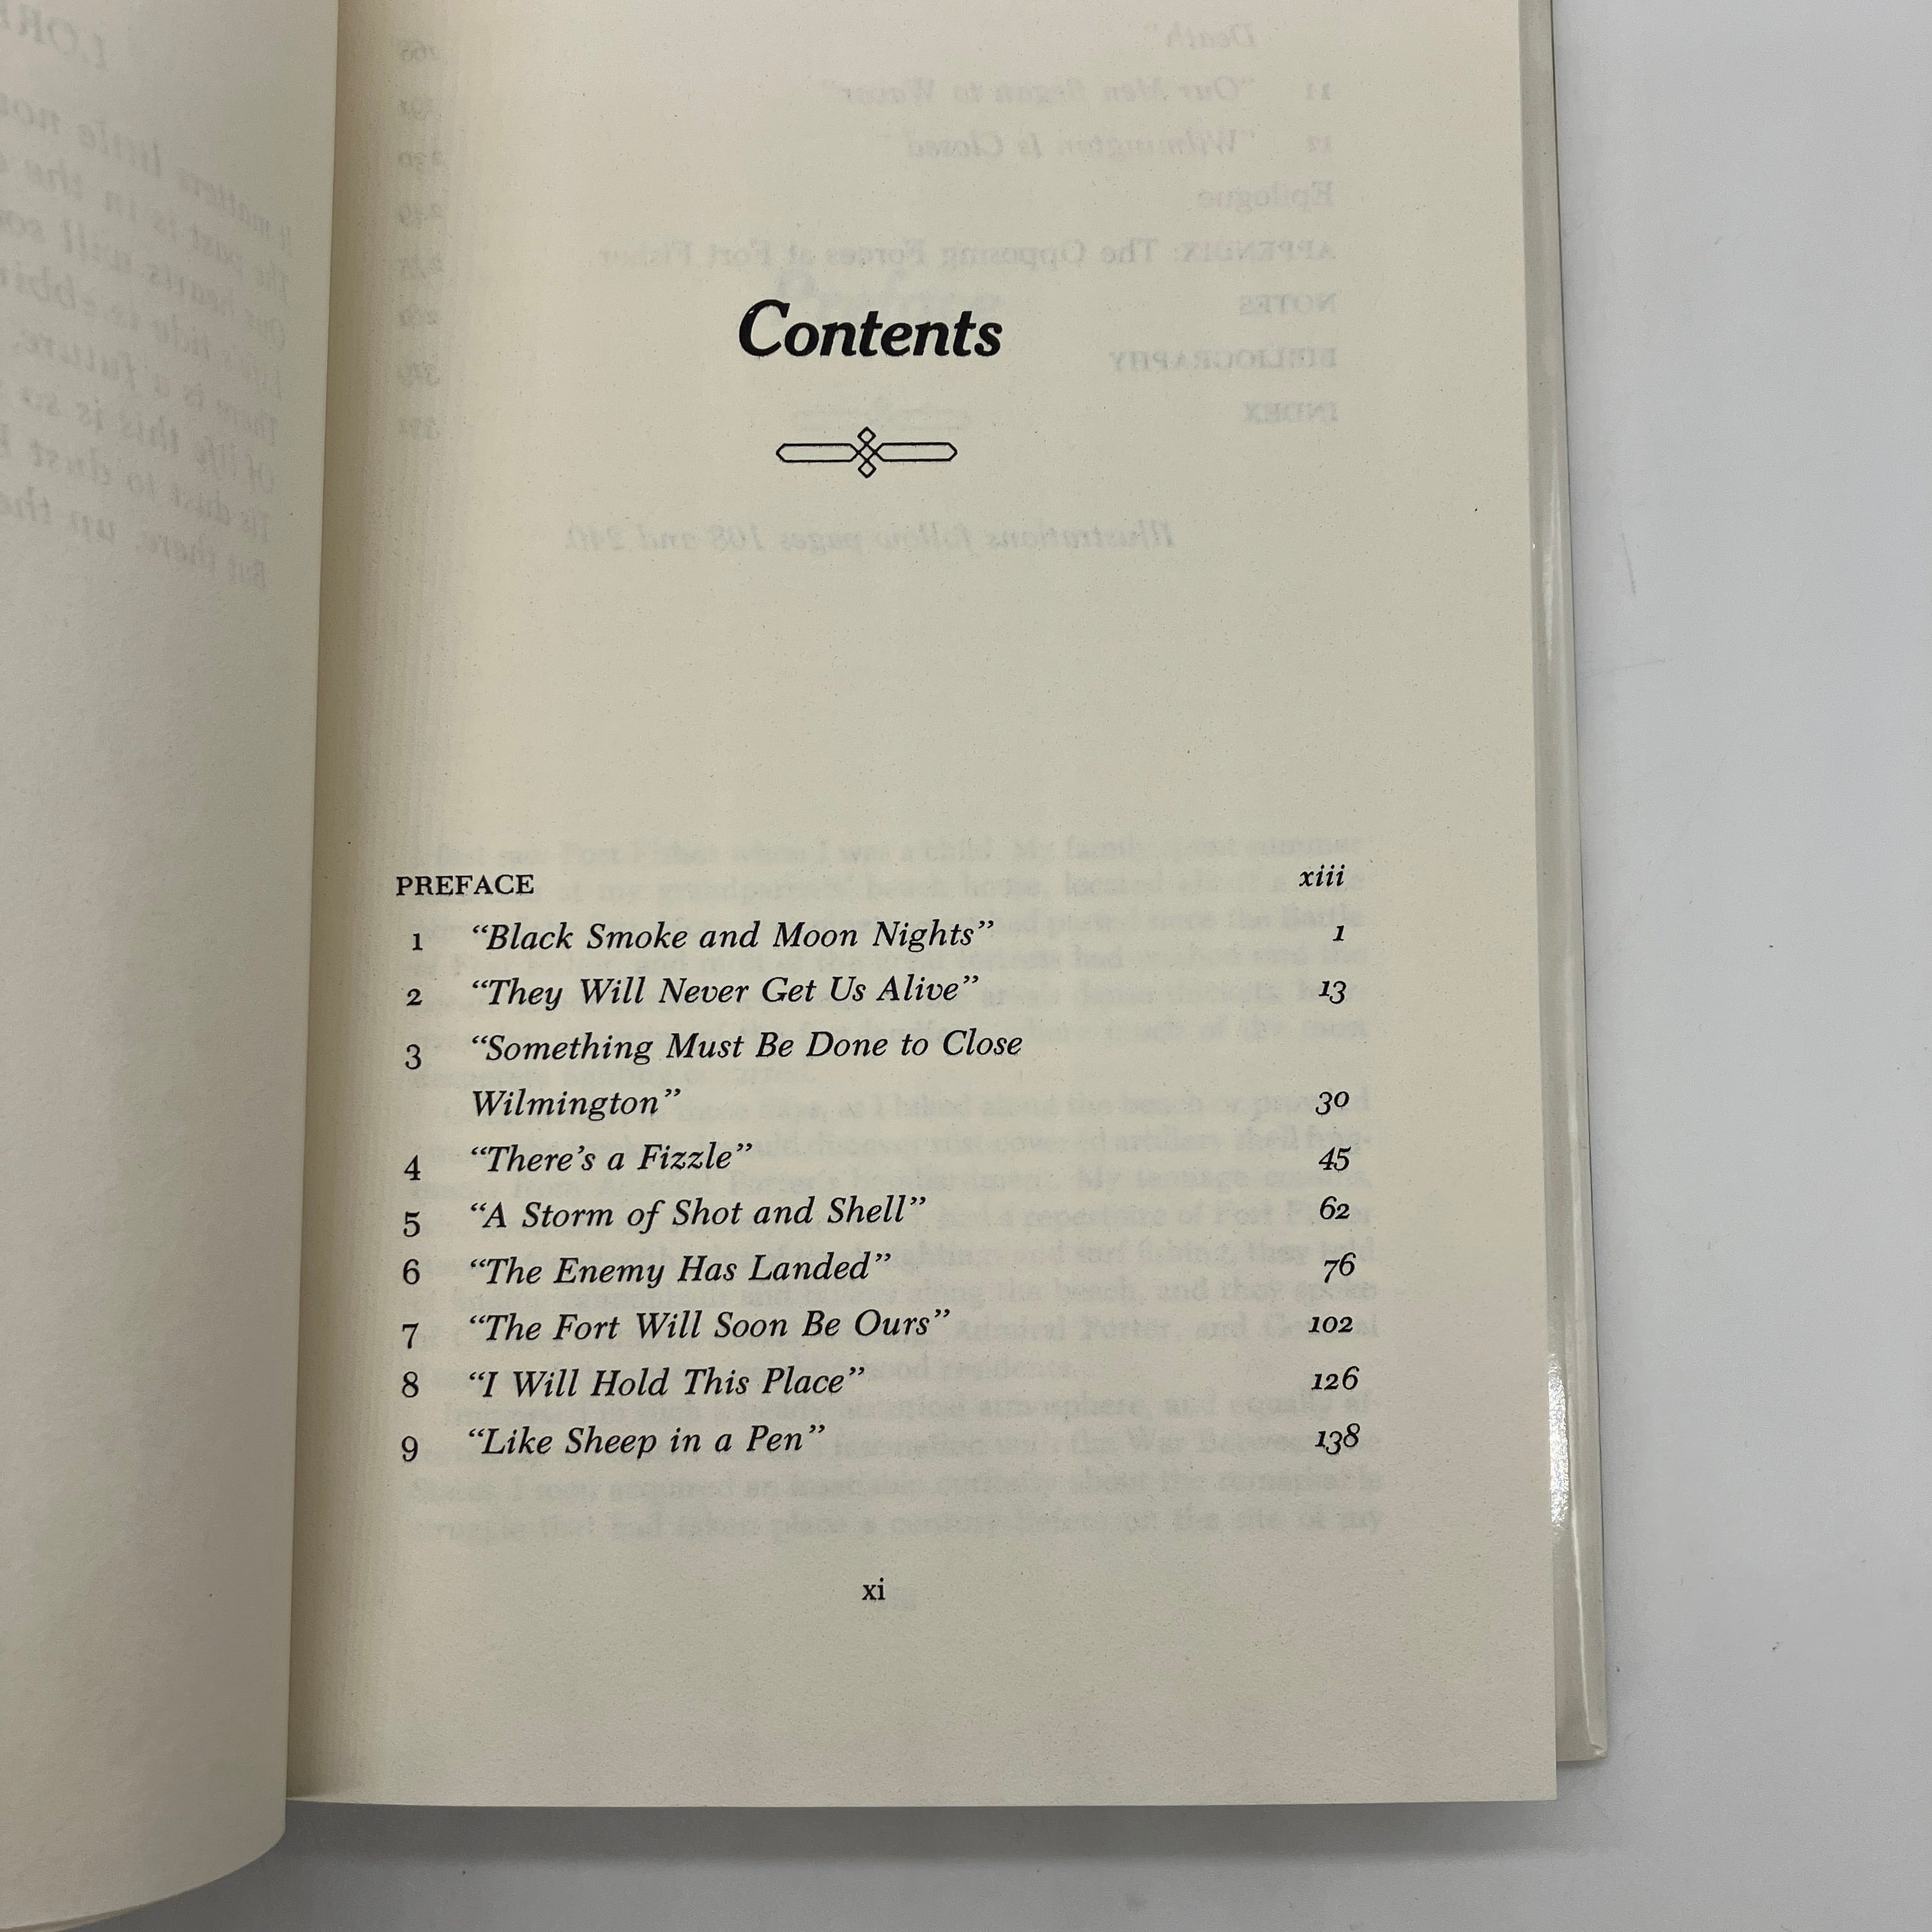 Contents
PREFACE xiii
1 “Black Smoke and Moon Nights” 1
2 “They Will Never Get Us Alive” 13
3 “Something Must Be Done to Close
Wilmington” 30
4 “There’s a Fizzle” 45
5 “A Storm of Shot and Shell” 62
6 “The Enemy Has Landed” 76
7 “The Fort Will Soon Be Ours” 102
8 “I Will Hold This Place” 126
9 “Like Sheep in a Pen” 138
xi